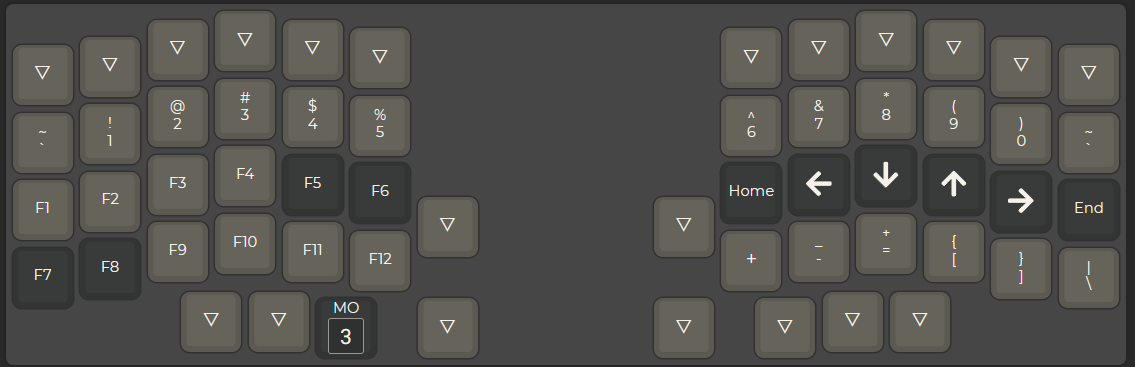 ▽ ▽ ▽ ▽ ▽ ▽ ▽ ▽ ▽ ▽ ▽ ▽
~ ! @ # $ % ^ & * ( ) ~
` 1 2 3 4 5 6 7 8 9 0 `
F1 F2 F3 F4 F5 F6 Home ← ↓ ↑ → End
▽ ▽
F7 F8 F9 F10 F11 F12 + _ + { } |
- = [ ] \
▽ ▽ MO ▽ ▽ ▽ ▽ ▽
3